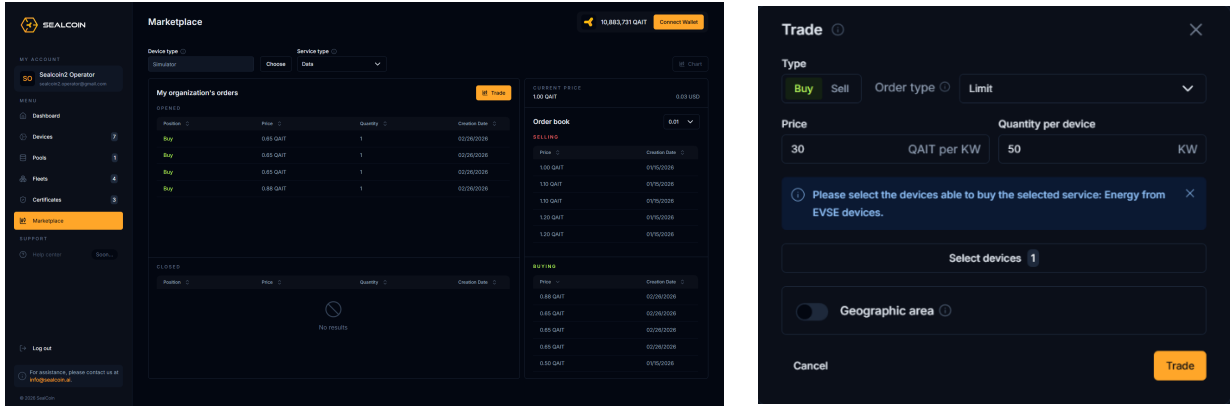 SEALCOIN
MY ACCOUNT
SO
Sealcoin2 Operator
sealcoin2.operator@gmail.com
MENU
Dashboard
Devices 7
Pools 1
Fleets 4
Certificates 3
Marketplace
SUPPORT
Help center Soon...
Log out
For assistance, please contact us at
info@sealcoin.ai.
© 2026 SealCoin
Marketplace
10,883,731 QAIT Connect Wallet
Device type Service type
Simulator Choose Data Chart
My organization's orders Trade
OPENED
Position Price Quantity Creation Date
Buy 0.65 QAIT 1 02/26/2026
Buy 0.65 QAIT 1 02/26/2026
Buy 0.65 QAIT 1 02/26/2026
Buy 0.88 QAIT 1 02/26/2026
CLOSED
Position Price Quantity Creation Date
No results
CURRENT PRICE
1.00 QAIT 0.03 USD
Order book 0.01
SELLING
Price Creation Date
1.00 QAIT 01/15/2026
1.10 QAIT 01/15/2026
1.10 QAIT 01/15/2026
1.20 QAIT 01/15/2026
1.20 QAIT 01/15/2026
BUYING
Price Creation Date
0.88 QAIT 02/26/2026
0.65 QAIT 02/26/2026
0.65 QAIT 02/26/2026
0.65 QAIT 02/26/2026
0.50 QAIT 01/15/2026
Trade
Type
Buy Sell Order type Limit
Price Quantity per device
30 QAIT per KW 50 KW
Please select the devices able to buy the selected service: Energy from
EVSE devices.
Select devices 1
Geographic area
Cancel Trade